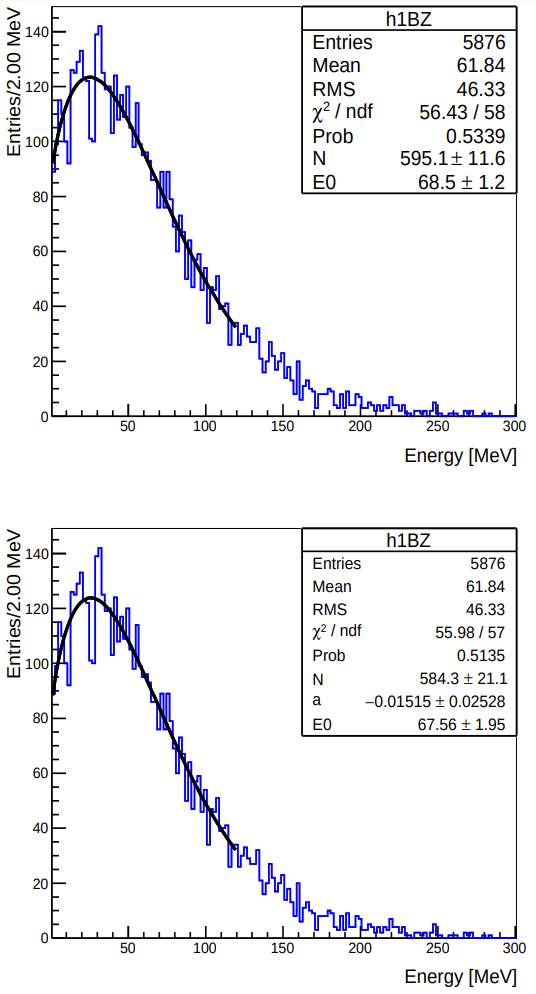 Entries/2.00 MeV
h1BZ
Entries 5876
Mean 61.84
RMS 46.33
χ² / ndf 56.43 / 58
Prob 0.5339
N 595.1 ± 11.6
E0 68.5 ± 1.2
140
120
100
80
60
40
20
0
50 100 150 200 250 300
Energy [MeV]
Entries/2.00 MeV
h1BZ
Entries 5876
Mean 61.84
RMS 46.33
χ² / ndf 55.98 / 57
Prob 0.5135
N 584.3 ± 21.1
a −0.01515 ± 0.02528
E0 67.56 ± 1.95
140
120
100
80
60
40
20
0
50 100 150 200 250 300
Energy [MeV]